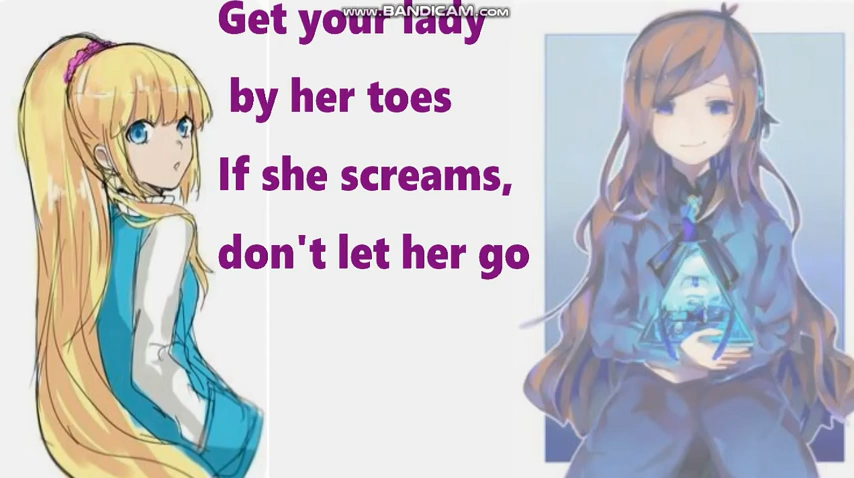 www.BANDICAM.com
Get your lady
by her toes
If she screams,
don't let her go